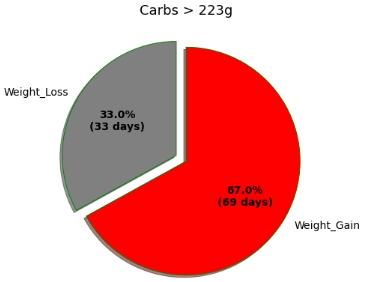 Carbs > 223g
Weight_Loss
33.0%
(33 days)
67.0%
(69 days)
Weight_Gain